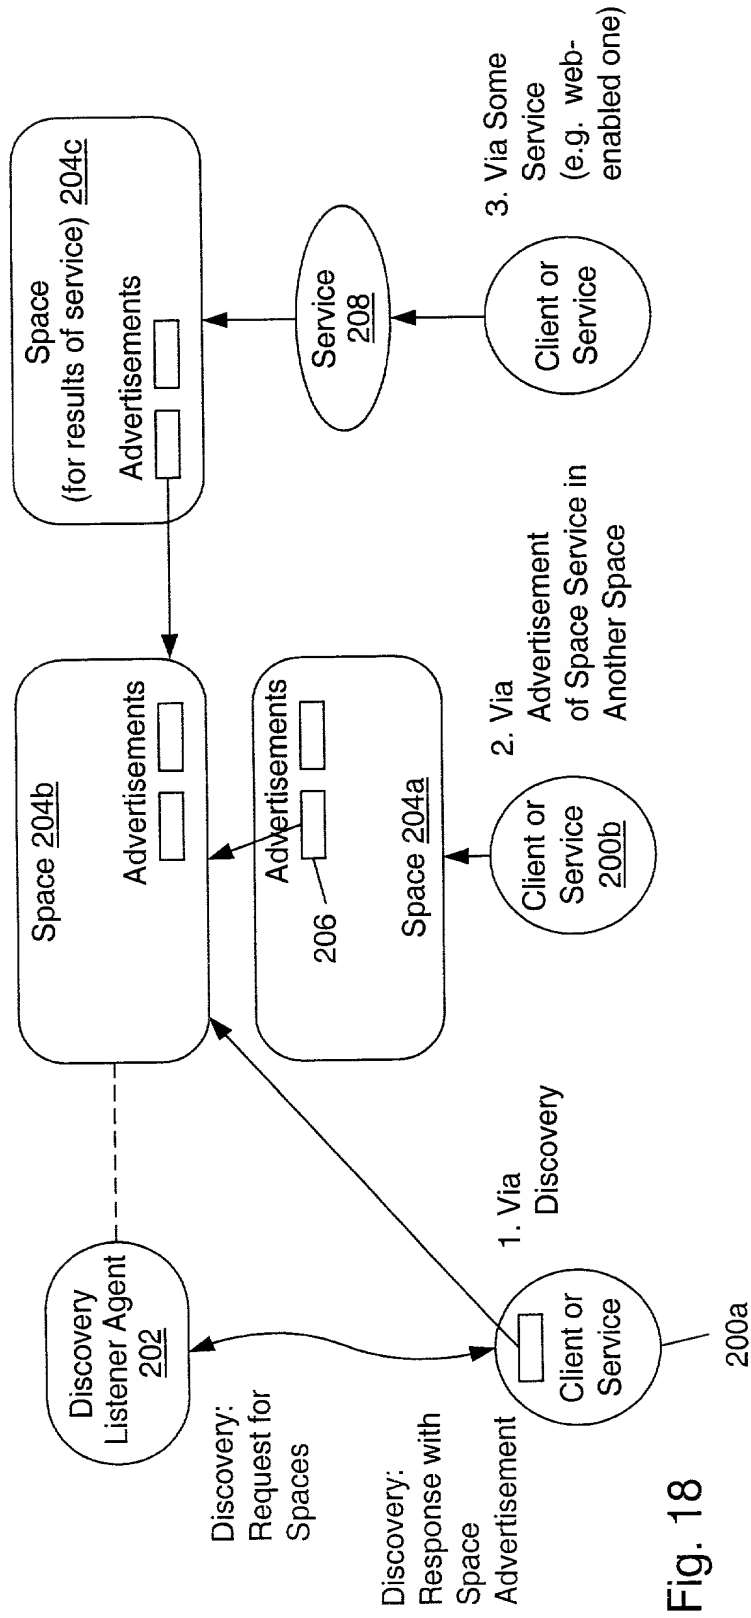 Discovery
Listener Agent
202
Discovery:
Request for
Spaces
Discovery:
Response with
Space
Advertisement
Client or
Service
200a
1. Via
Discovery
Space 204b
Advertisements
Advertisements
206
Space 204a
Client or
Service
200b
2. Via
Advertisement
of Space Service in
Another Space
Space
(for results of service) 204c
Advertisements
Service
208
Client or
Service
3. Via Some
Service
(e.g. web-
enabled one)
Fig. 18